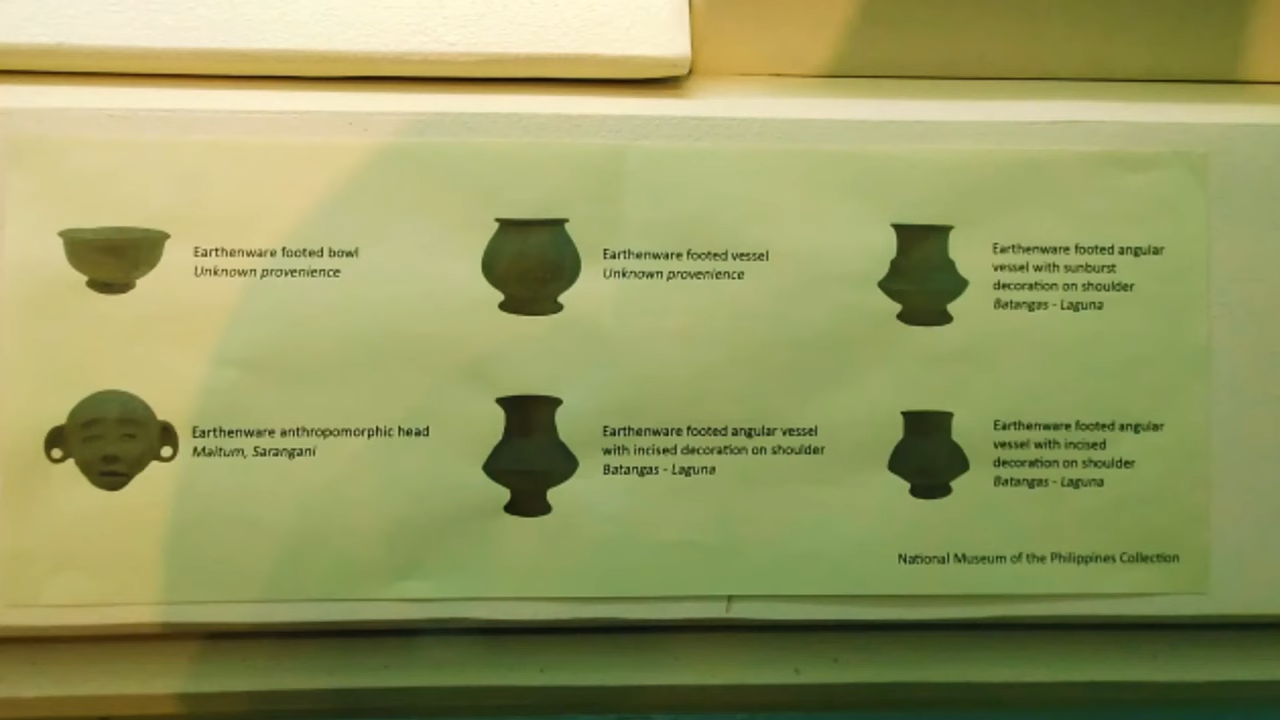 Earthenware footed bowl
Unknown provenience
Earthenware footed vessel
Unknown provenience
Earthenware footed angular
vessel with sunburst
decoration on shoulder
Batangas - Laguna
Earthenware anthropomorphic head
Maitum, Sarangani
Earthenware footed angular vessel
with incised decoration on shoulder
Batangas - Laguna
Earthenware footed angular
vessel with incised
decoration on shoulder
Batangas - Laguna
National Museum of the Philippines Collection